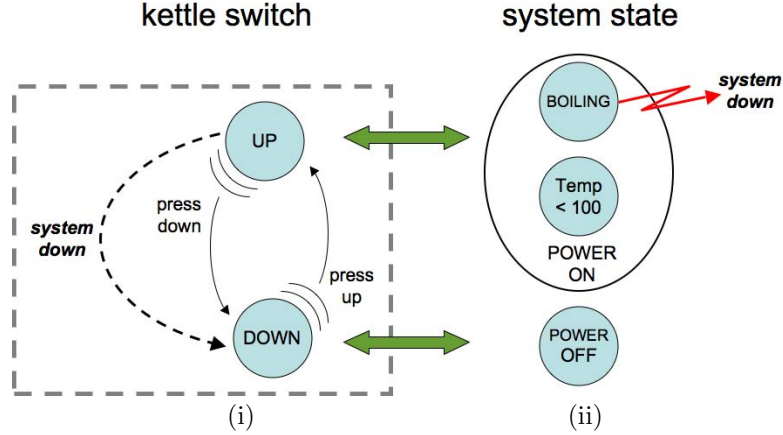 kettle switch
UP
press
down
system
down
press
up
DOWN
(i)
system state
BOILING
system
down
Temp
< 100
POWER
ON
POWER
OFF
(ii)